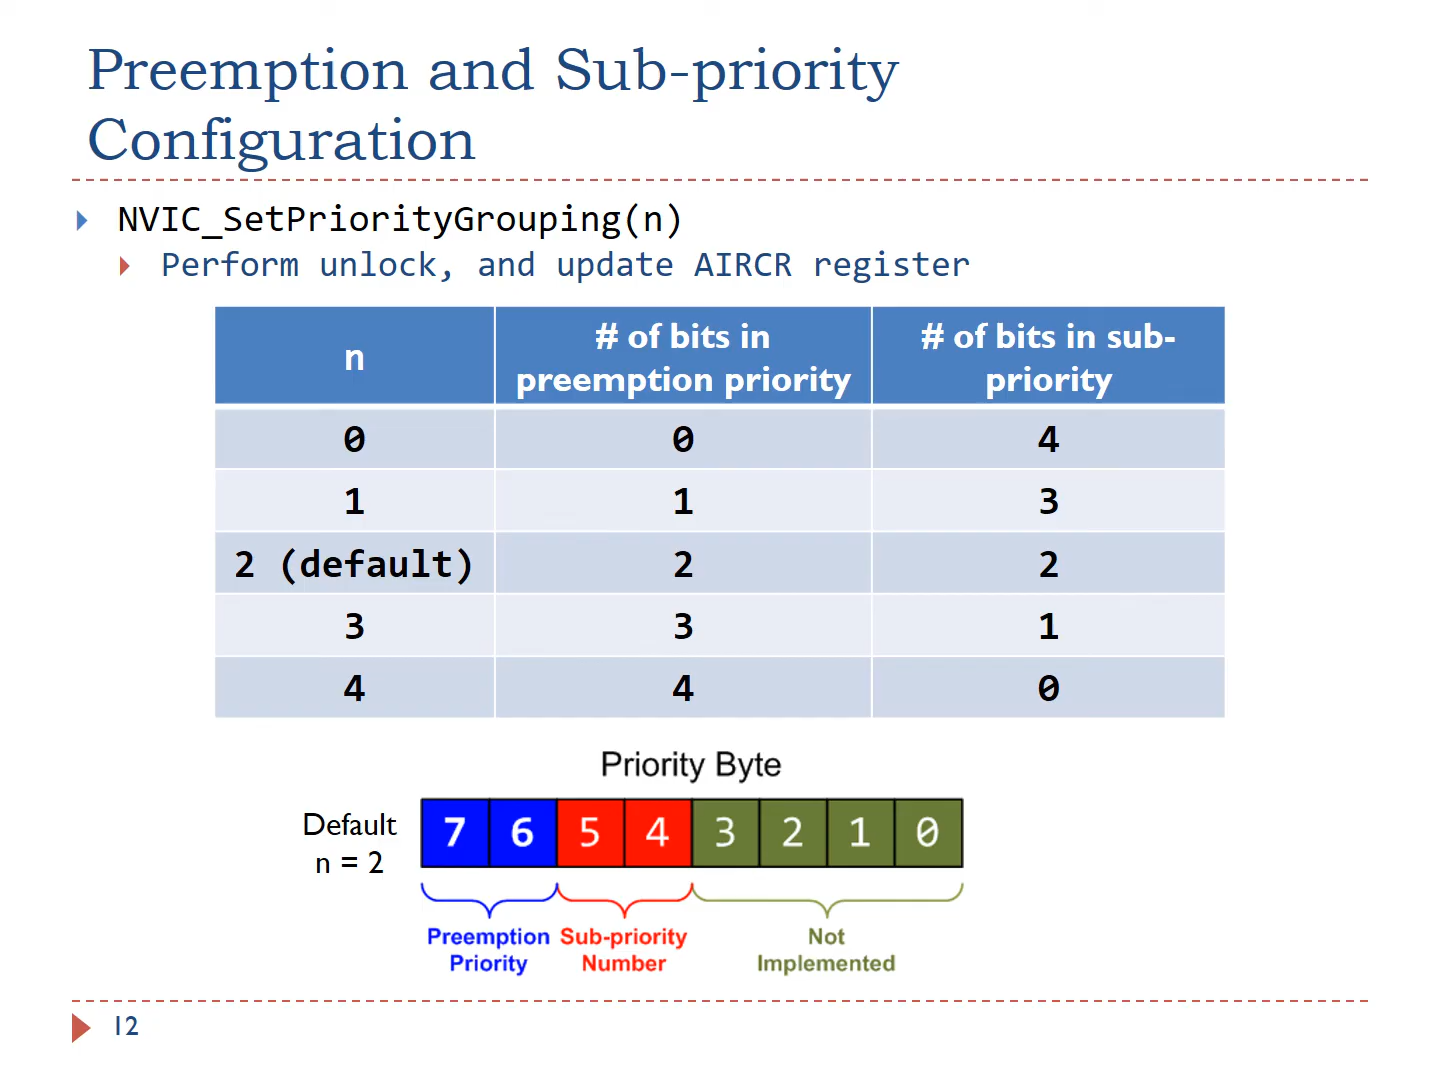 Preemption and Sub-priority
Configuration
NVIC_SetPriorityGrouping(n)
Perform unlock, and update AIRCR register
n # of bits in preemption priority # of bits in sub-priority
0 0 4
1 1 3
2 (default) 2 2
3 3 1
4 4 0
Priority Byte
Default
n = 2
7 6 5 4 3 2 1 0
Preemption Priority
Sub-priority Number
Not Implemented
12